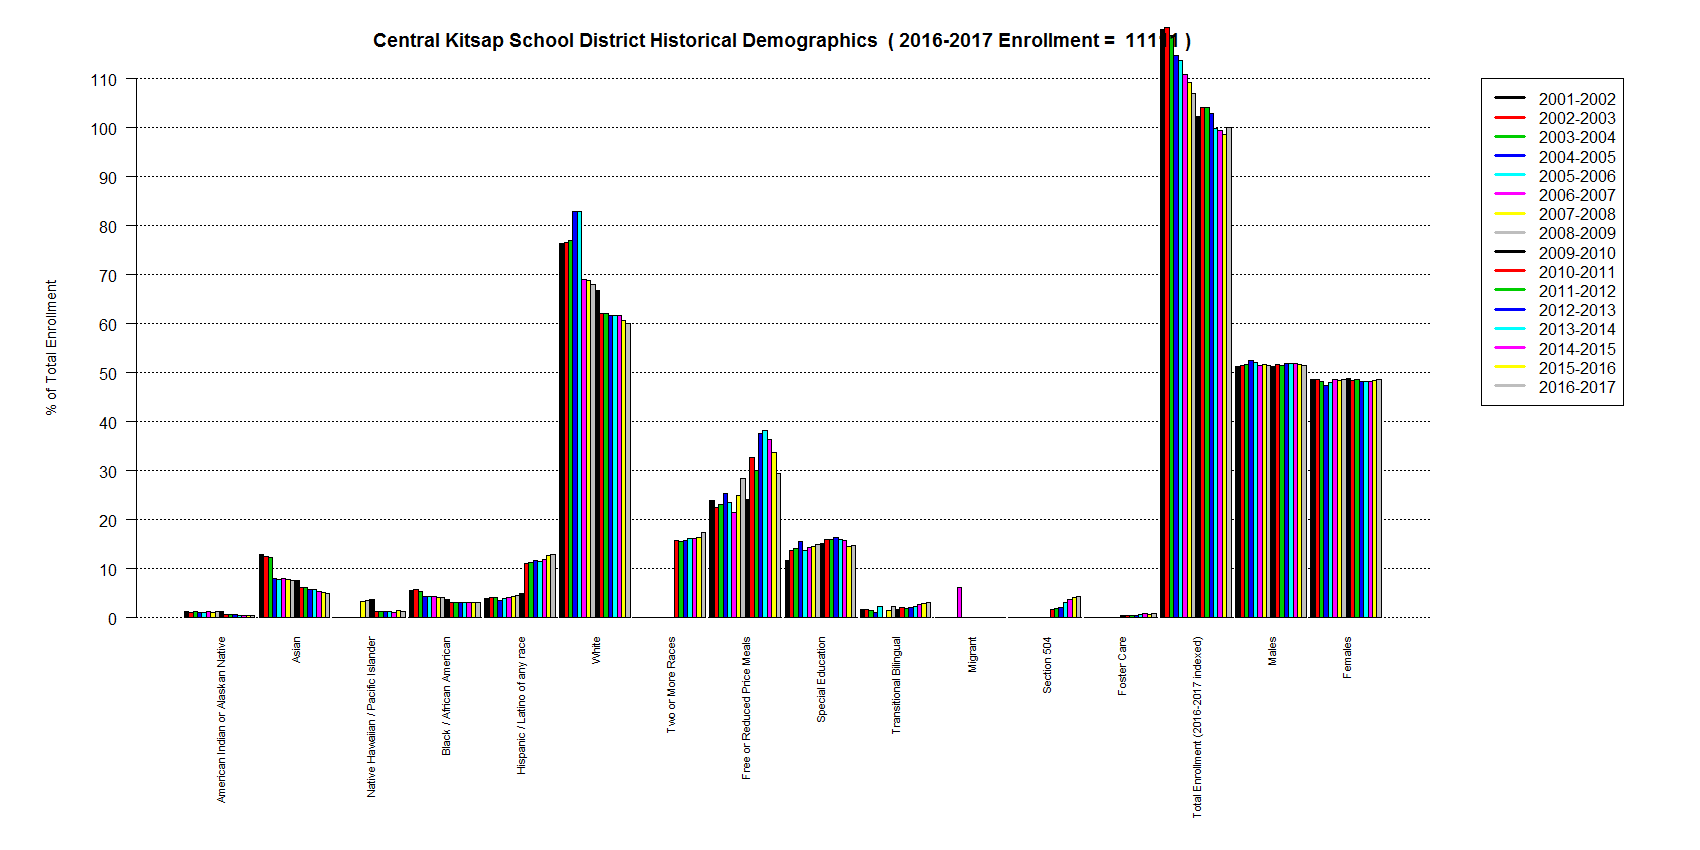 Central Kitsap School District Historical Demographics ( 2016-2017 Enrollment =
% of Total Enrollment
110
100
90
80
70
60
50
40
30
20
10
0
American Indian or Alaskan Native
Asian
Native Hawaiian / Pacific Islander
Black / African American
Hispanic / Latino of any race
White
Two or More Races
Free or Reduced Price Meals
Special Education
Transitional Bilingual
Migrant
Section 504
Foster Care
Total Enrollment (2016-2017 indexed)
Males
Females
2001-2002
2002-2003
2003-2004
2004-2005
2005-2006
2006-2007
2007-2008
2008-2009
2009-2010
2010-2011
2011-2012
2012-2013
2013-2014
2014-2015
2015-2016
2016-2017